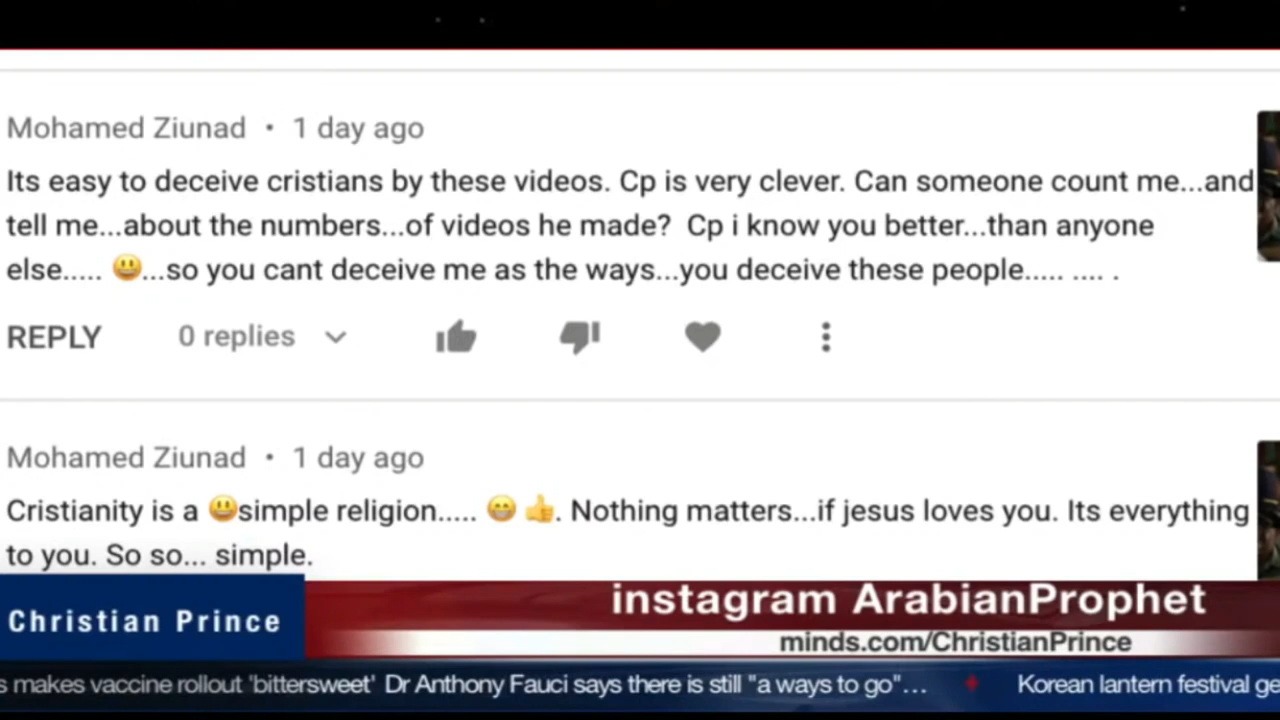 Mohamed Ziunad • 1 day ago
Its easy to deceive cristians by these videos. Cp is very clever. Can someone count me...and
tell me...about the numbers...of videos he made? Cp i know you better...than anyone
else..... 😃...so you cant deceive me as the ways...you deceive these people..... .... .
REPLY 0 replies
Mohamed Ziunad • 1 day ago
Cristianity is a 😃simple religion..... 😁 👍. Nothing matters...if jesus loves you. Its everything
to you. So so... simple.
Christian Prince
instagram ArabianProphet
minds.com/ChristianPrince
s makes vaccine rollout 'bittersweet' Dr Anthony Fauci says there is still "a ways to go"... Korean lantern festival ge